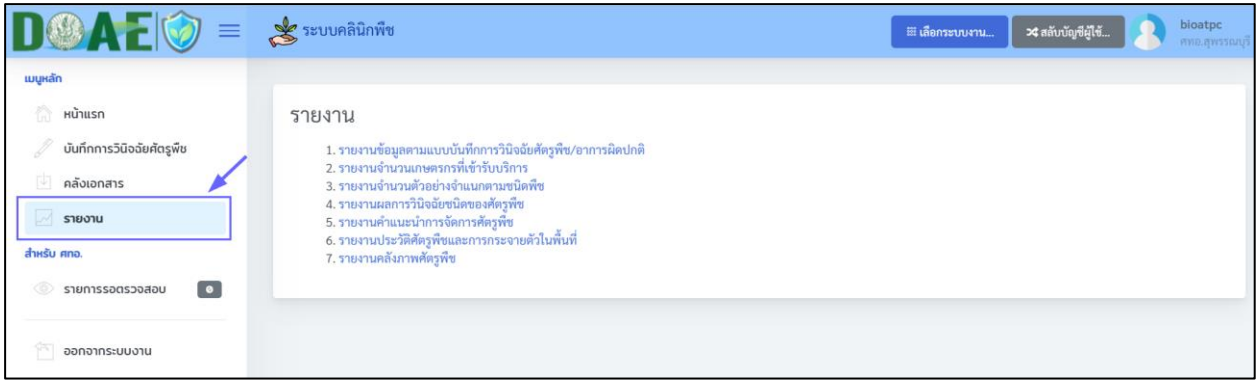 DOAE
ระบบคลินิกพืช
เลือกระบบงาน...
สลับบัญชีผู้ใช้...
bioatpc
ศทอ.สุพรรณบุรี
เมนูหลัก
หน้าแรก
บันทึกการวินิจฉัยศัตรูพืช
คลังเอกสาร
รายงาน
สำหรับ ศทอ.
รายการรอตรวจสอบ
0
ออกจากระบบงาน
รายงาน
1. รายงานข้อมูลตามแบบบันทึกการวินิจฉัยศัตรูพืช/อาการผิดปกติ
2. รายงานจำนวนเกษตรกรที่เข้ารับบริการ
3. รายงานจำนวนตัวอย่างจำแนกตามชนิดพืช
4. รายงานผลการวินิจฉัยชนิดของศัตรูพืช
5. รายงานคำแนะนำการจัดการศัตรูพืช
6. รายงานประวัติศัตรูพืชและการกระจายตัวในพื้นที่
7. รายงานคลังภาพศัตรูพืช